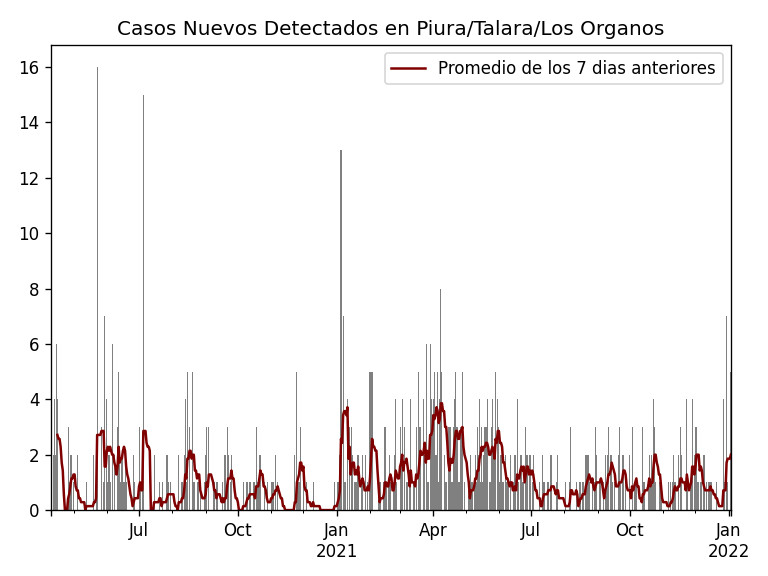 Casos Nuevos Detectados en Piura/Talara/Los Organos
Promedio de los 7 dias anteriores
16
14
12
10
8
6
4
2
0
Jul
Oct
Jan
2021
Apr
Jul
Oct
Jan
2022